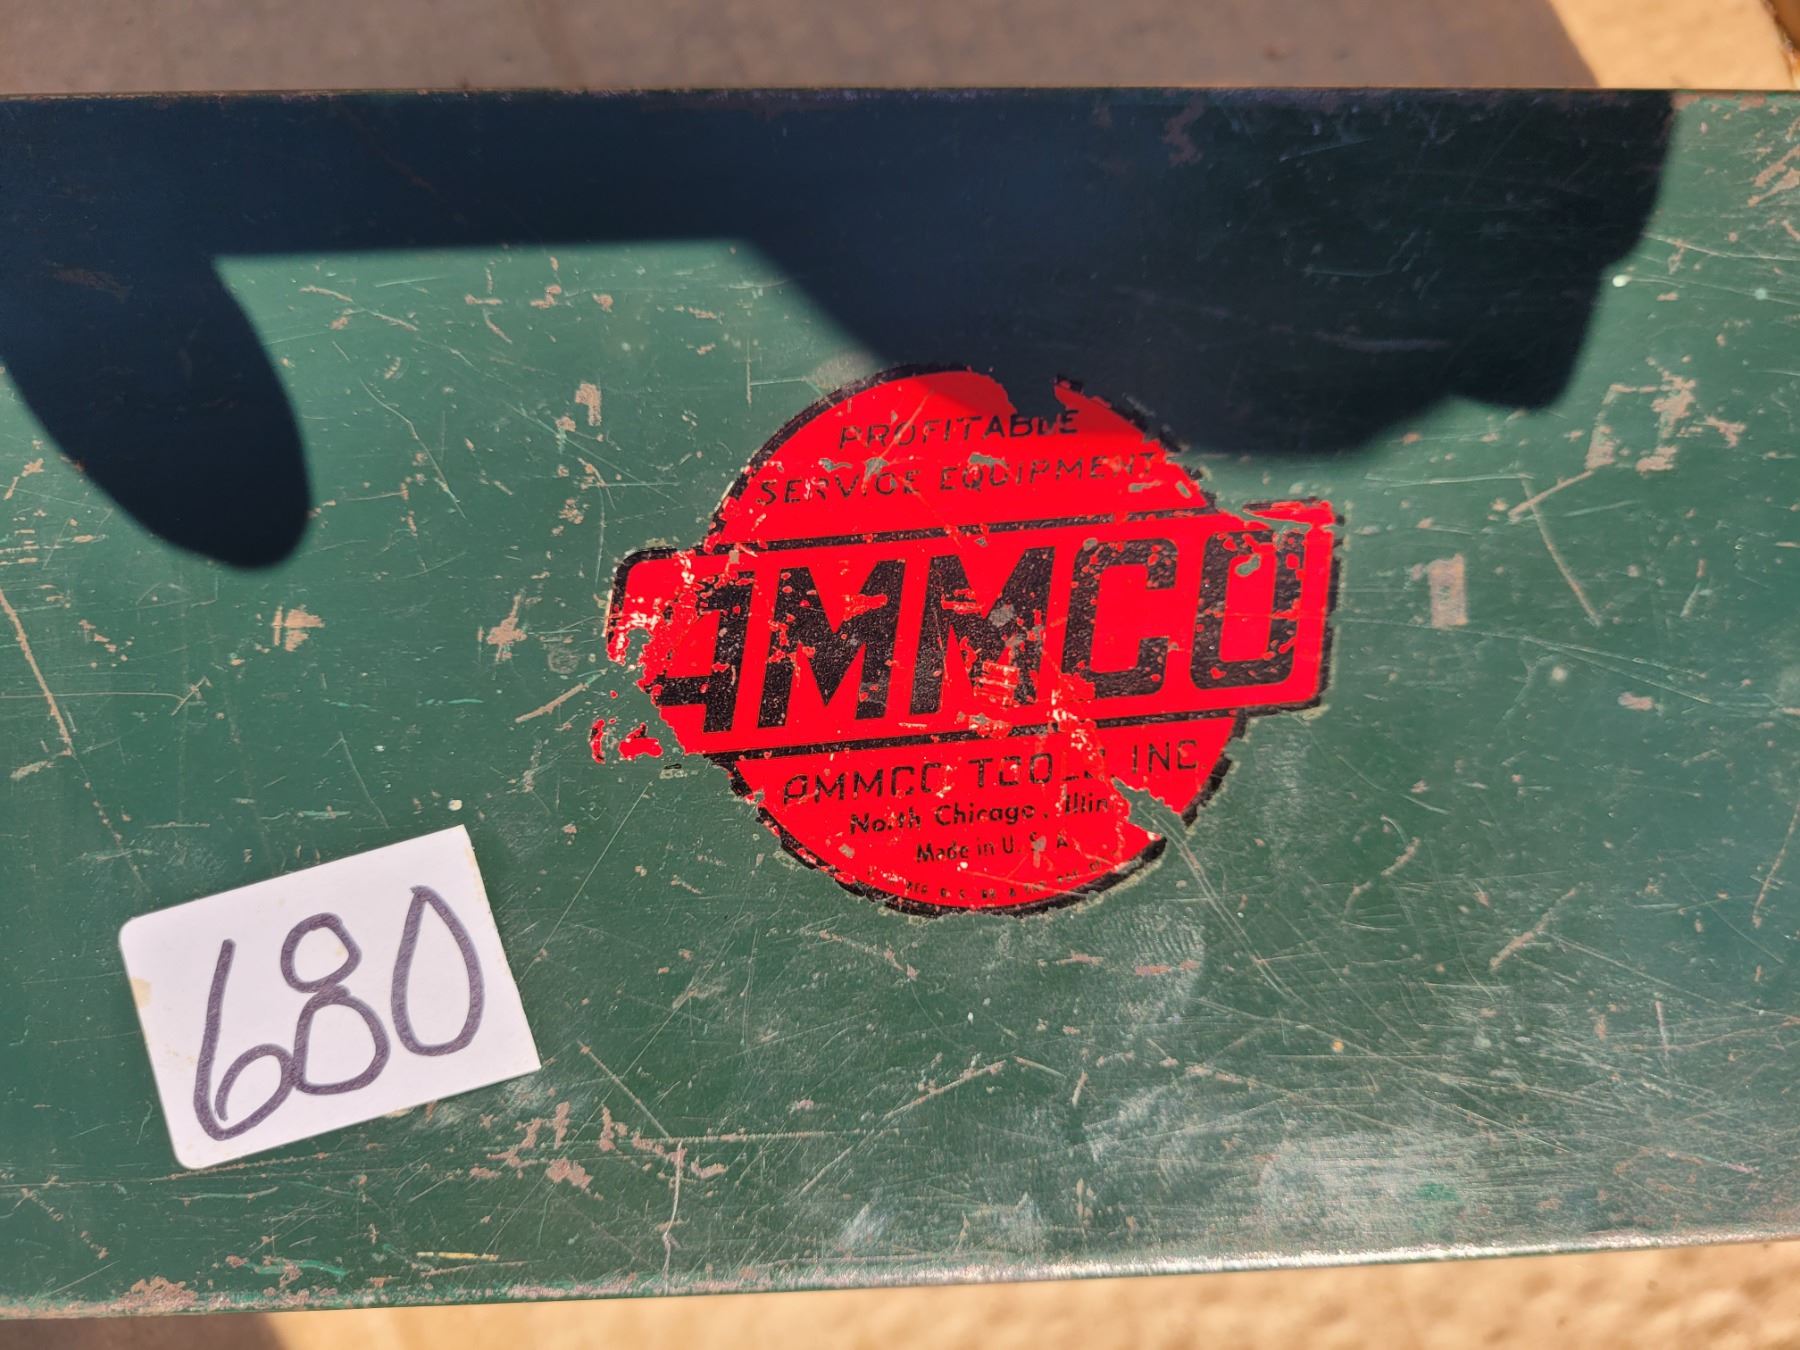 PROFITABLE
SERVICE EQUIPMENT
AMMCO
AMMCO TOOLS INC
North Chicago, Illin
Made in U. S. A.
680